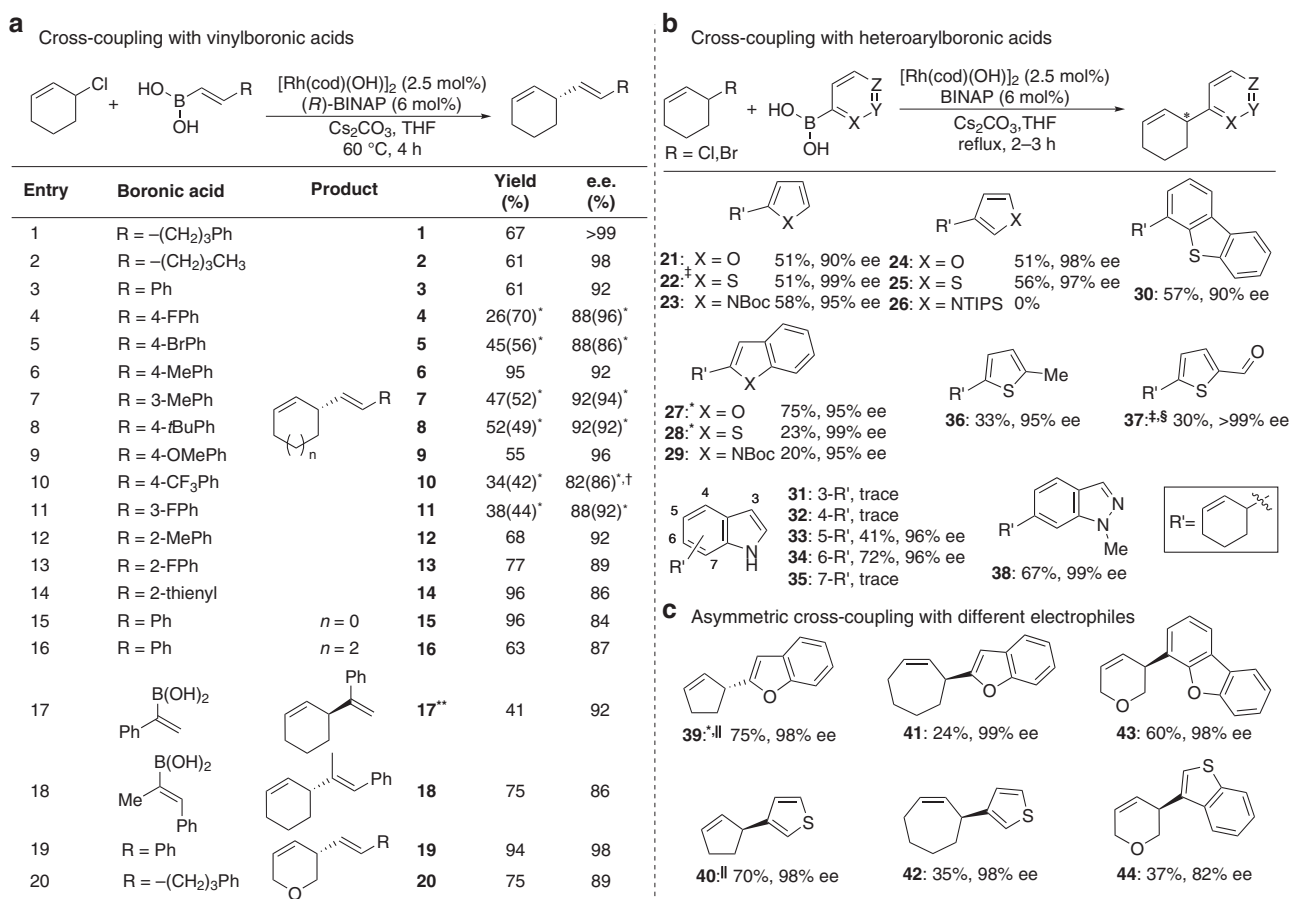 a Cross-coupling with vinylboronic acids
Cl
+
HO
B
OH
R
[Rh(cod)(OH)]2 (2.5 mol%)
(R)-BINAP (6 mol%)
Cs2CO3, THF
60 °C, 4 h
R
Entry Boronic acid Product Yield (%) e.e. (%)
1 R = –(CH2)3Ph 1 67 >99
2 R = –(CH2)3CH3 2 61 98
3 R = Ph 3 61 92
4 R = 4-FPh 4 26(70)* 88(96)*
5 R = 4-BrPh 5 45(56)* 88(86)*
6 R = 4-MePh 6 95 92
7 R = 3-MePh 7 47(52)* 92(94)*
8 R = 4-tBuPh 8 52(49)* 92(92)*
9 R = 4-OMePh 9 55 96
10 R = 4-CF3Ph 10 34(42)* 82(86)*,†
11 R = 3-FPh 11 38(44)* 88(92)*
R
( )n
12 R = 2-MePh 12 68 92
13 R = 2-FPh 13 77 89
14 R = 2-thienyl 14 96 86
15 R = Ph n = 0 15 96 84
16 R = Ph n = 2 16 63 87
B(OH)2
Ph
Ph
17 17** 41 92
B(OH)2
Me
Ph
Ph
18 18 75 86
19 R = Ph 19 94 98
20 R = –(CH2)3Ph 20 75 89
R
O
b Cross-coupling with heteroarylboronic acids
R
R = Cl,Br
+
HO
B
OH
X
Y
Z
[Rh(cod)(OH)]2 (2.5 mol%)
BINAP (6 mol%)
Cs2CO3,THF
reflux, 2–3 h
*
X
Y
Z
R'
X
21: X = O 51%, 90% ee
22:‡ X = S 51%, 99% ee
23: X = NBoc 58%, 95% ee
R'
X
24: X = O 51%, 98% ee
25: X = S 56%, 97% ee
26: X = NTIPS 0%
R'
S
30: 57%, 90% ee
R'
X
27:* X = O 75%, 95% ee
28:* X = S 23%, 99% ee
29: X = NBoc 20%, 95% ee
R'
S
Me
36: 33%, 95% ee
R'
S
O
37:‡,§ 30%, >99% ee
4
3
5
6
7
R'
N
H
31: 3-R', trace
32: 4-R', trace
33: 5-R', 41%, 96% ee
34: 6-R', 72%, 96% ee
35: 7-R', trace
R'
N
N
Me
38: 67%, 99% ee
R'=
c Asymmetric cross-coupling with different electrophiles
O
39:*,|| 75%, 98% ee
O
41: 24%, 99% ee
O
O
43: 60%, 98% ee
S
40:|| 70%, 98% ee
S
42: 35%, 98% ee
S
O
44: 37%, 82% ee